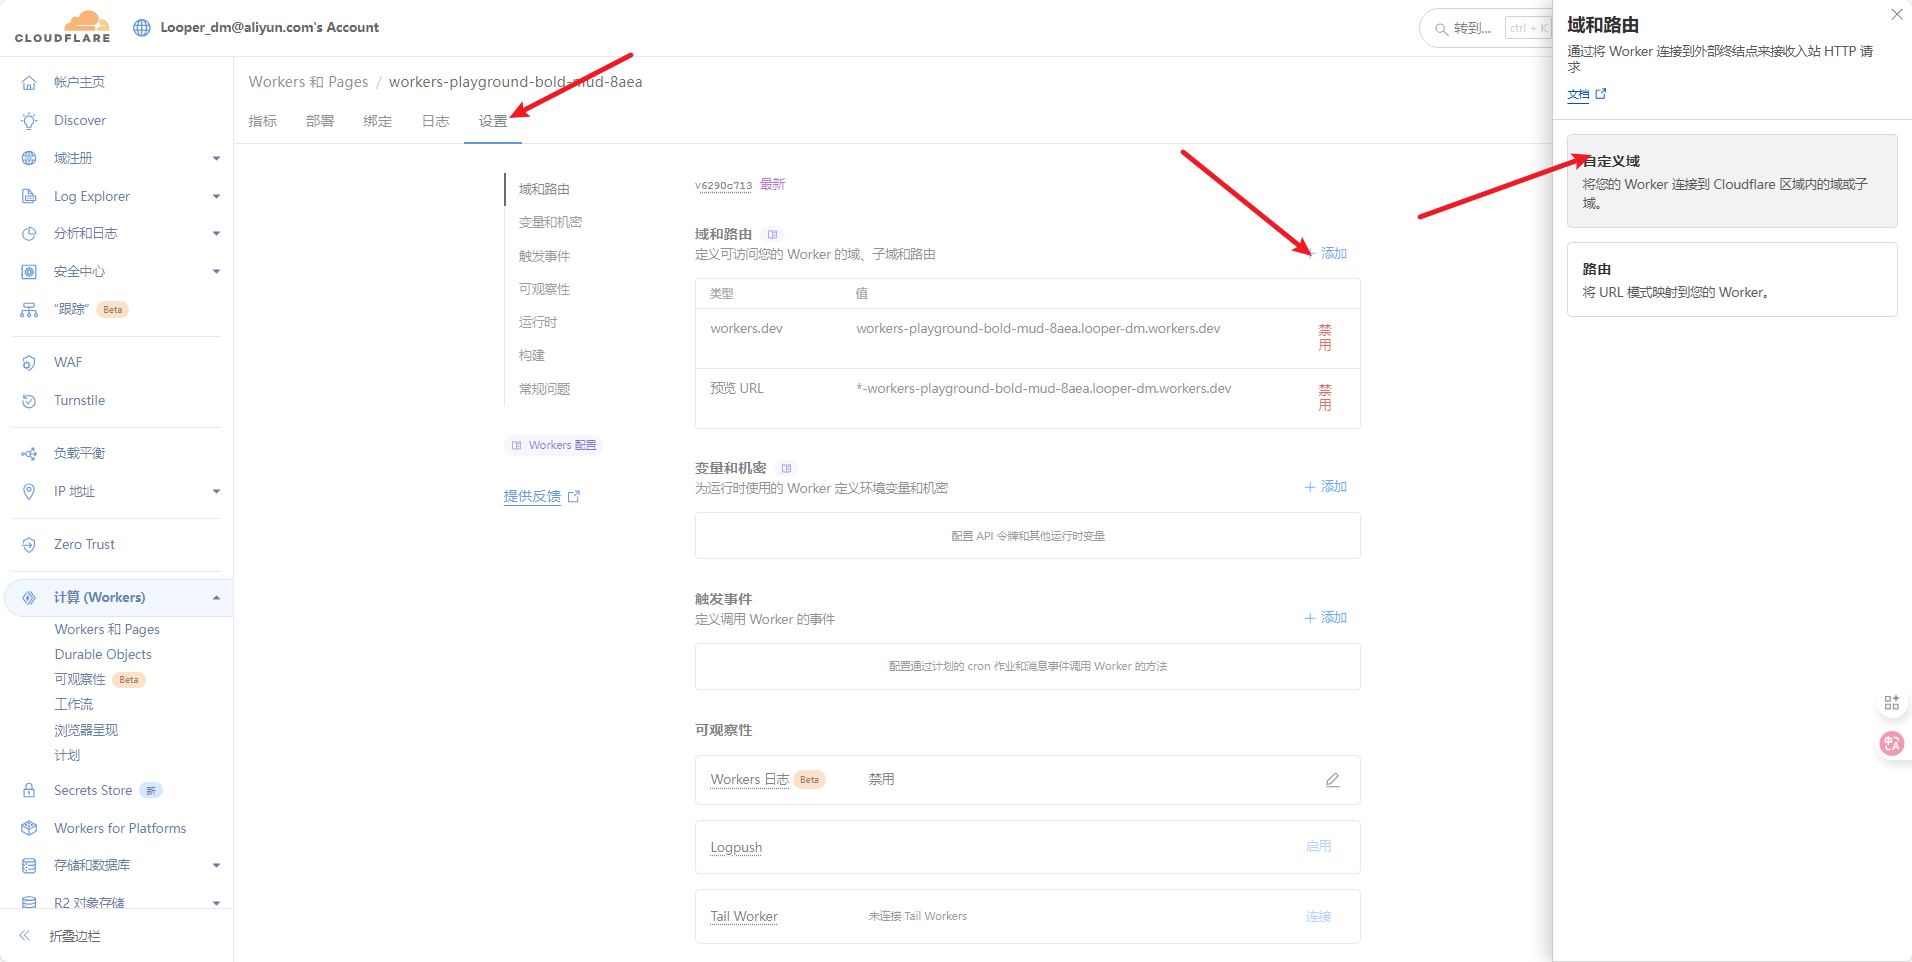 CLOUDFLARE
Looper_dm@aliyun.com's Account
转到...
ctrl + K
帐户主页
Discover
域注册
Log Explorer
分析和日志
安全中心
“跟踪” Beta
WAF
Turnstile
负载平衡
IP 地址
Zero Trust
计算 (Workers)
Workers 和 Pages
Durable Objects
可观察性 Beta
工作流
浏览器呈现
计划
Secrets Store 新
Workers for Platforms
存储和数据库
R2 对象存储
折叠边栏
Workers 和 Pages / workers-playground-bold-mud-8aea
指标 部署 绑定 日志 设置
域和路由
变量和机密
触发事件
可观察性
运行时
构建
常规问题
Workers 配置
提供反馈
v6290c713 最新
域和路由
定义可访问您的 Worker 的域、子域和路由
添加
类型 值
workers.dev workers-playground-bold-mud-8aea.looper-dm.workers.dev 禁用
预览 URL *-workers-playground-bold-mud-8aea.looper-dm.workers.dev 禁用
变量和机密
为运行时使用的 Worker 定义环境变量和机密
+ 添加
配置 API 令牌和其他运行时变量
触发事件
定义调用 Worker 的事件
+ 添加
配置通过计划的 cron 作业和消息事件调用 Worker 的方法
可观察性
Workers 日志 Beta 禁用
Logpush 启用
Tail Worker 未连接 Tail Workers 连接
域和路由
通过将 Worker 连接到外部终结点来接收入站 HTTP 请
求
文档
自定义域
将您的 Worker 连接到 Cloudflare 区域内的域或子
域。
路由
将 URL 模式映射到您的 Worker。